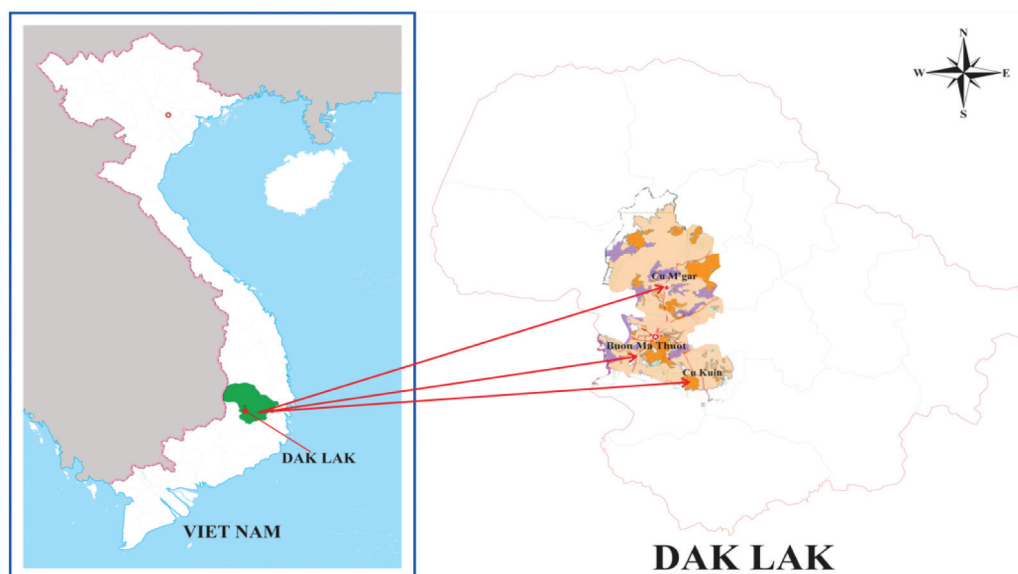 DAK LAK
VIET NAM
N
W E
S
Cu M'gar
Buon Ma Thuot
Cu Kuin
DAK LAK